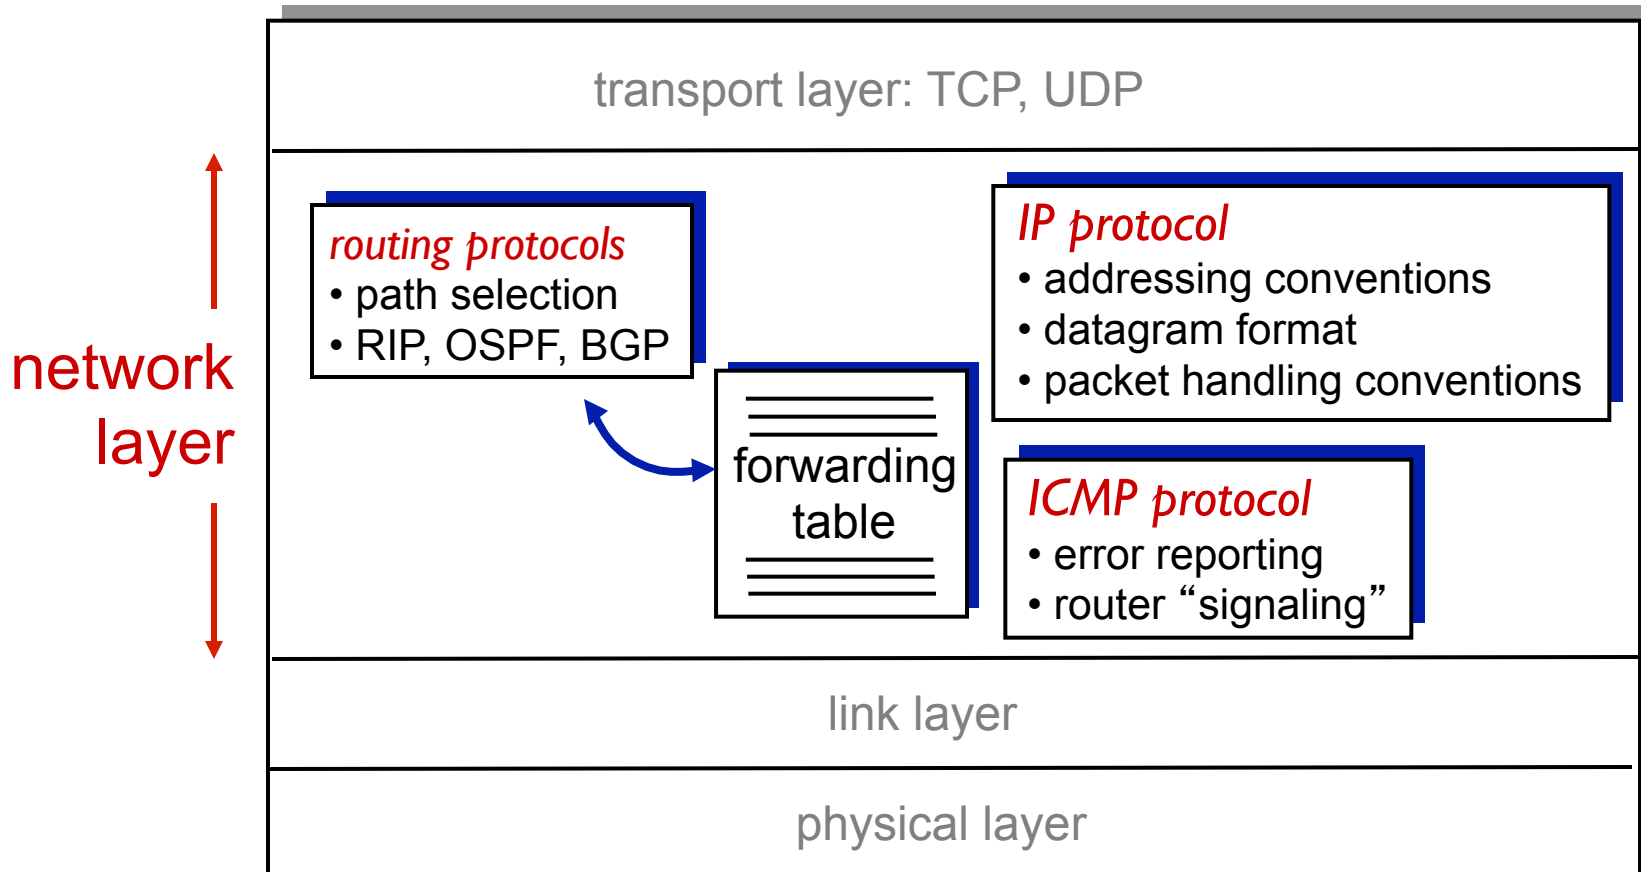 transport layer: TCP, UDP
network
layer
routing protocols
• path selection
• RIP, OSPF, BGP
forwarding
table
IP protocol
• addressing conventions
• datagram format
• packet handling conventions
ICMP protocol
• error reporting
• router “signaling”
link layer
physical layer